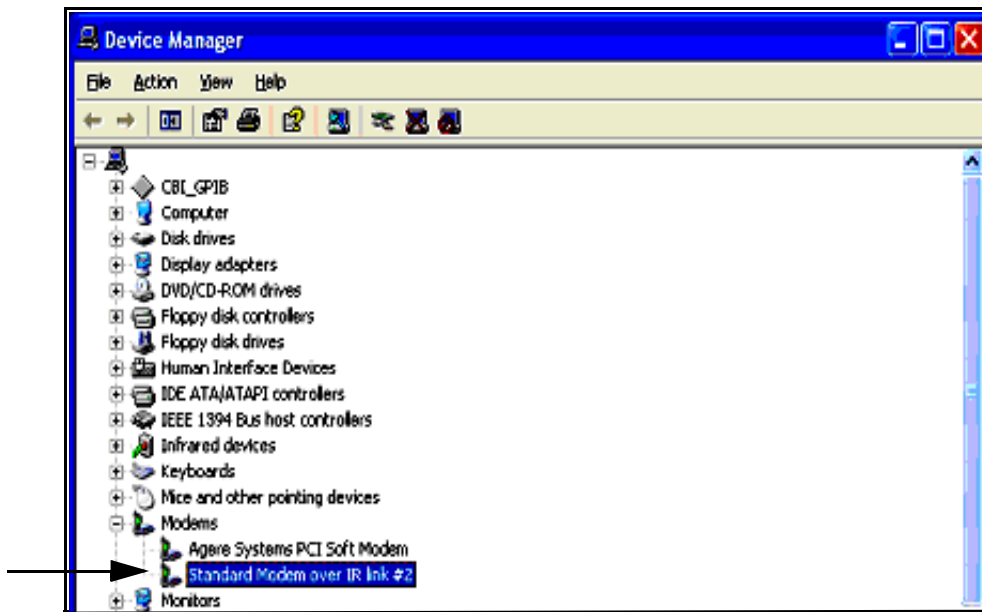 Device Manager
File Action View Help
CBI_GPIB
Computer
Disk drives
Display adapters
DVD/CD-ROM drives
Floppy disk controllers
Floppy disk drives
Human Interface Devices
IDE ATA/ATAPI controllers
IEEE 1394 Bus host controllers
Infrared devices
Keyboards
Mice and other pointing devices
Modems
Agere Systems PCI Soft Modem
Standard Modem over IR link #2
Monitors